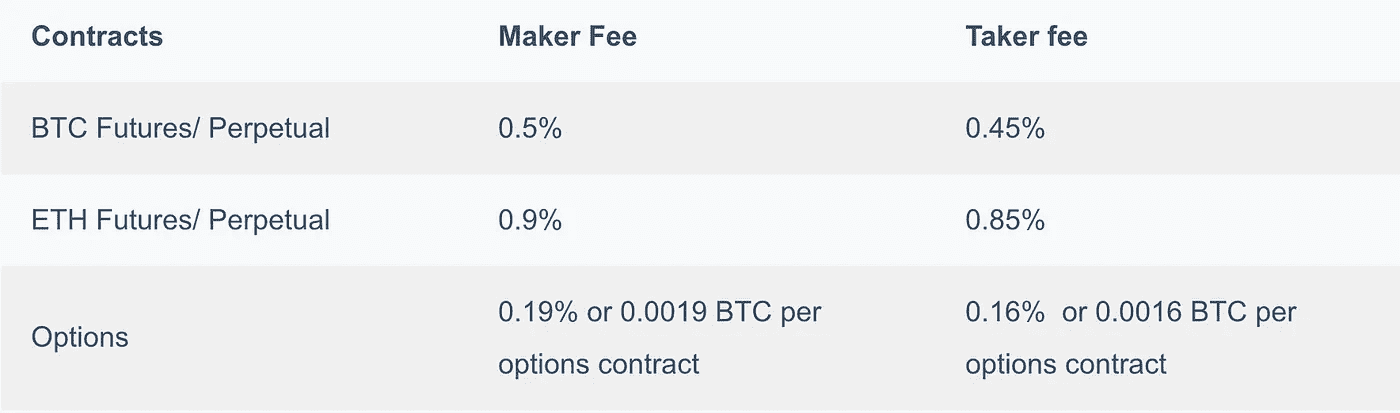 Contracts Maker Fee Taker fee
BTC Futures/ Perpetual 0.5% 0.45%
ETH Futures/ Perpetual 0.9% 0.85%
Options
0.19% or 0.0019 BTC per
options contract
0.16%  or 0.0016 BTC per
options contract